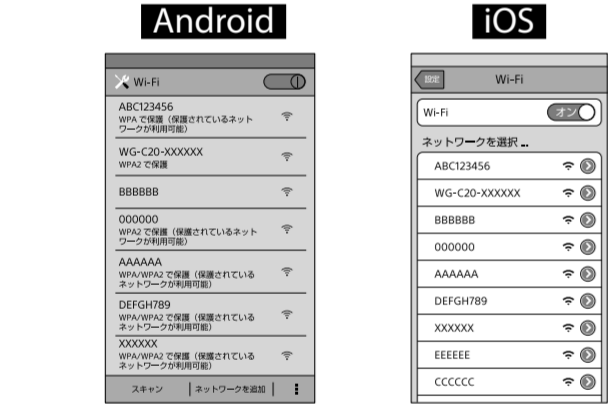 Android
Wi-Fi
ABC123456
WPA で保護（保護されているネット
ワークが利用可能）
WG-C20-XXXXXX
WPA2 で保護
BBBBBB
000000
WPA2 で保護（保護されているネット
ワークが利用可能）
AAAAAA
WPA/WPA2 で保護（保護されている
ネットワークが利用可能）
DEFGH789
WPA/WPA2 で保護（保護されている
ネットワークが利用可能）
XXXXXX
WPA/WPA2 で保護（保護されている
ネットワークが利用可能）
スキャン
ネットワークを追加
iOS
設定
Wi-Fi
Wi-Fi
オン
ネットワークを選択 ...
ABC123456
WG-C20-XXXXXX
BBBBBB
000000
AAAAAA
DEFGH789
XXXXXX
EEEEEE
CCCCCC